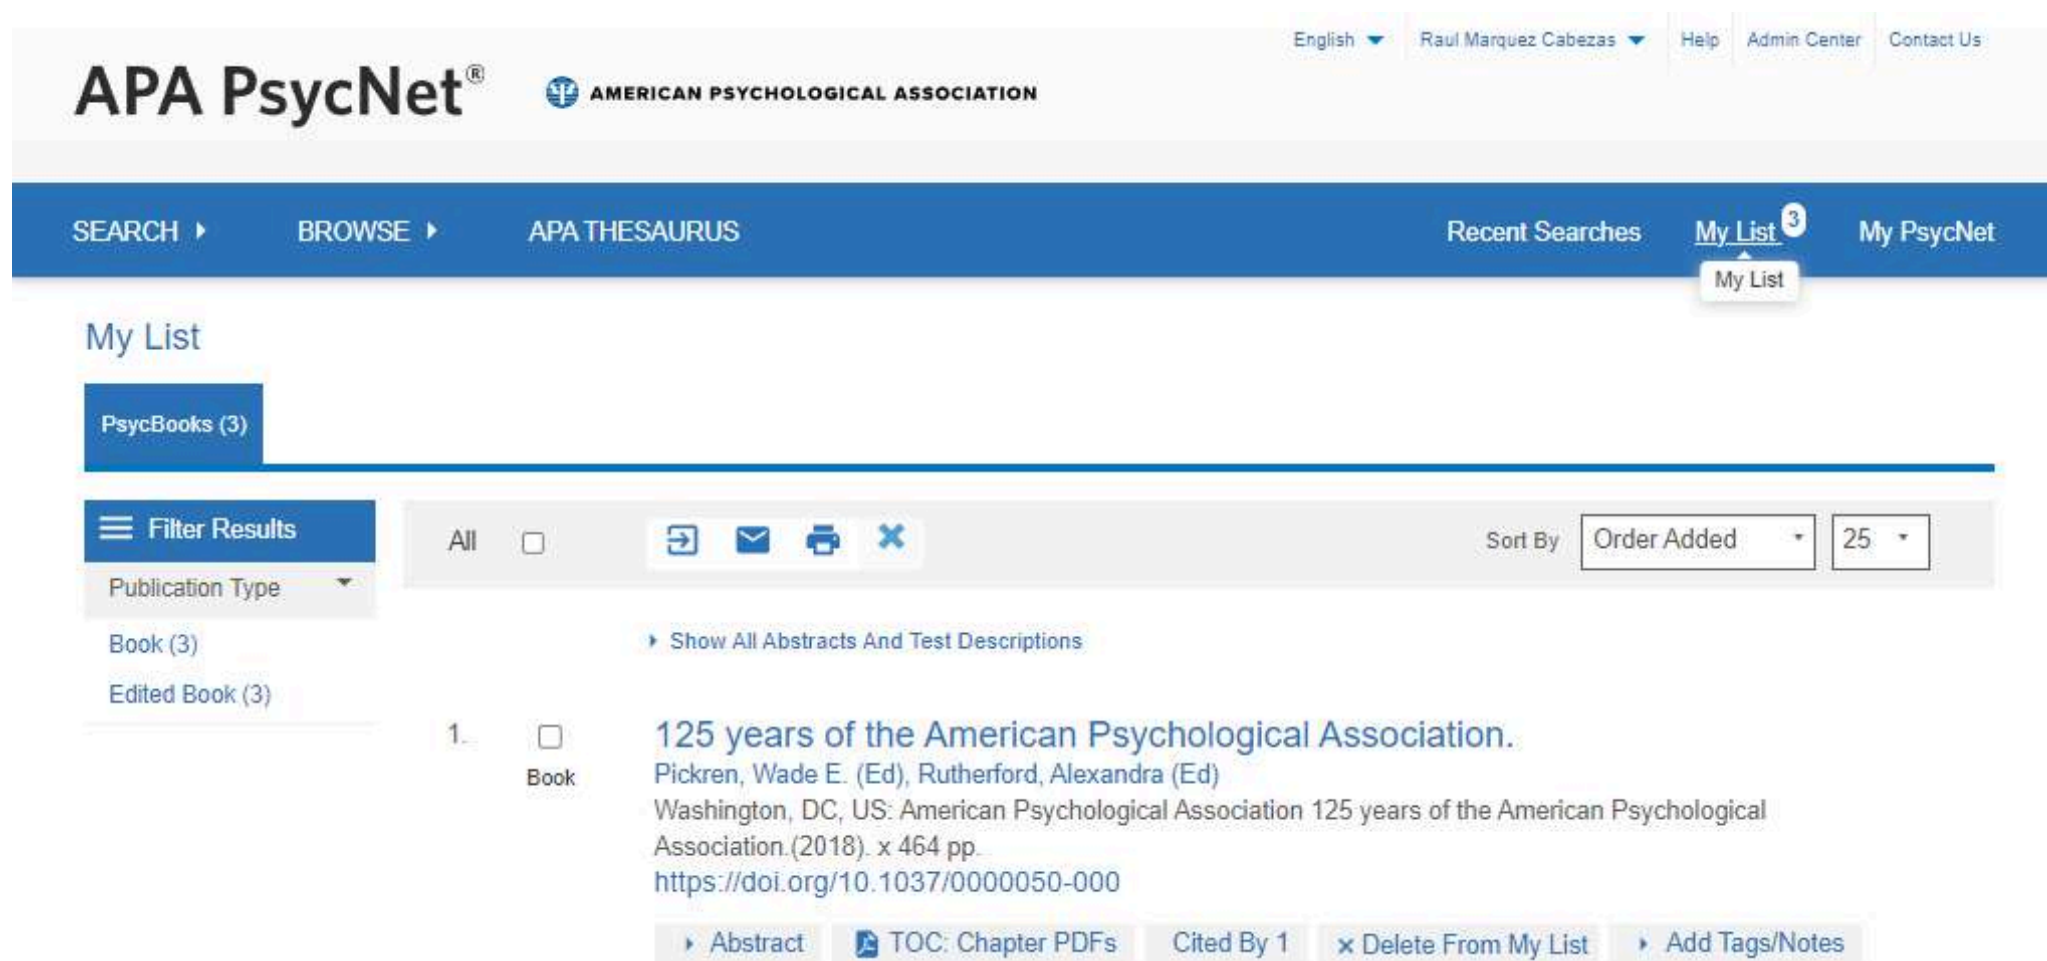 English Raul Marquez Cabezas Help Admin Center Contact Us
APA PsycNet® AMERICAN PSYCHOLOGICAL ASSOCIATION
SEARCH BROWSE APA THESAURUS Recent Searches My List 3 My PsycNet
My List
My List
PsycBooks (3)
Filter Results All Sort By Order Added 25
Publication Type
Book (3)
Show All Abstracts And Test Descriptions
Edited Book (3)
1. 125 years of the American Psychological Association.
Book Pickren, Wade E. (Ed), Rutherford, Alexandra (Ed)
Washington, DC, US: American Psychological Association 125 years of the American Psychological
Association.(2018). x 464 pp.
https://doi.org/10.1037/0000050-000
Abstract TOC: Chapter PDFs Cited By 1 x Delete From My List Add Tags/Notes